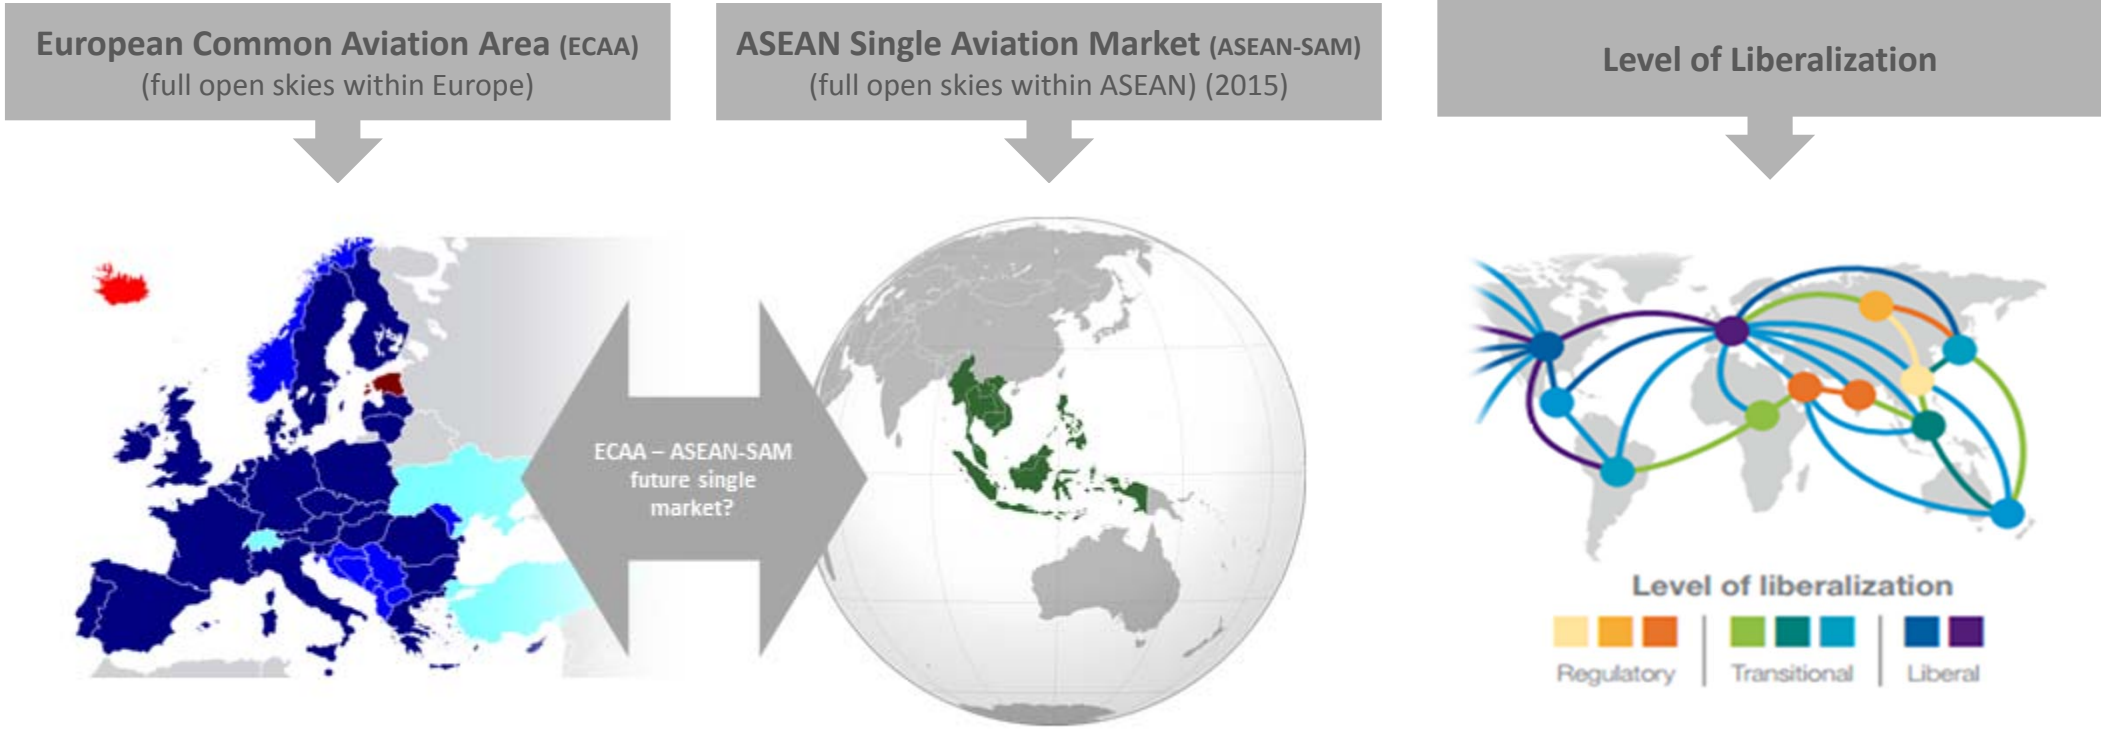 European Common Aviation Area (ECAA)
(full open skies within Europe)
ASEAN Single Aviation Market (ASEAN-SAM)
(full open skies within ASEAN) (2015)
Level of Liberalization
ECAA – ASEAN-SAM
future single
market?
Level of liberalization
Regulatory
Transitional
Liberal